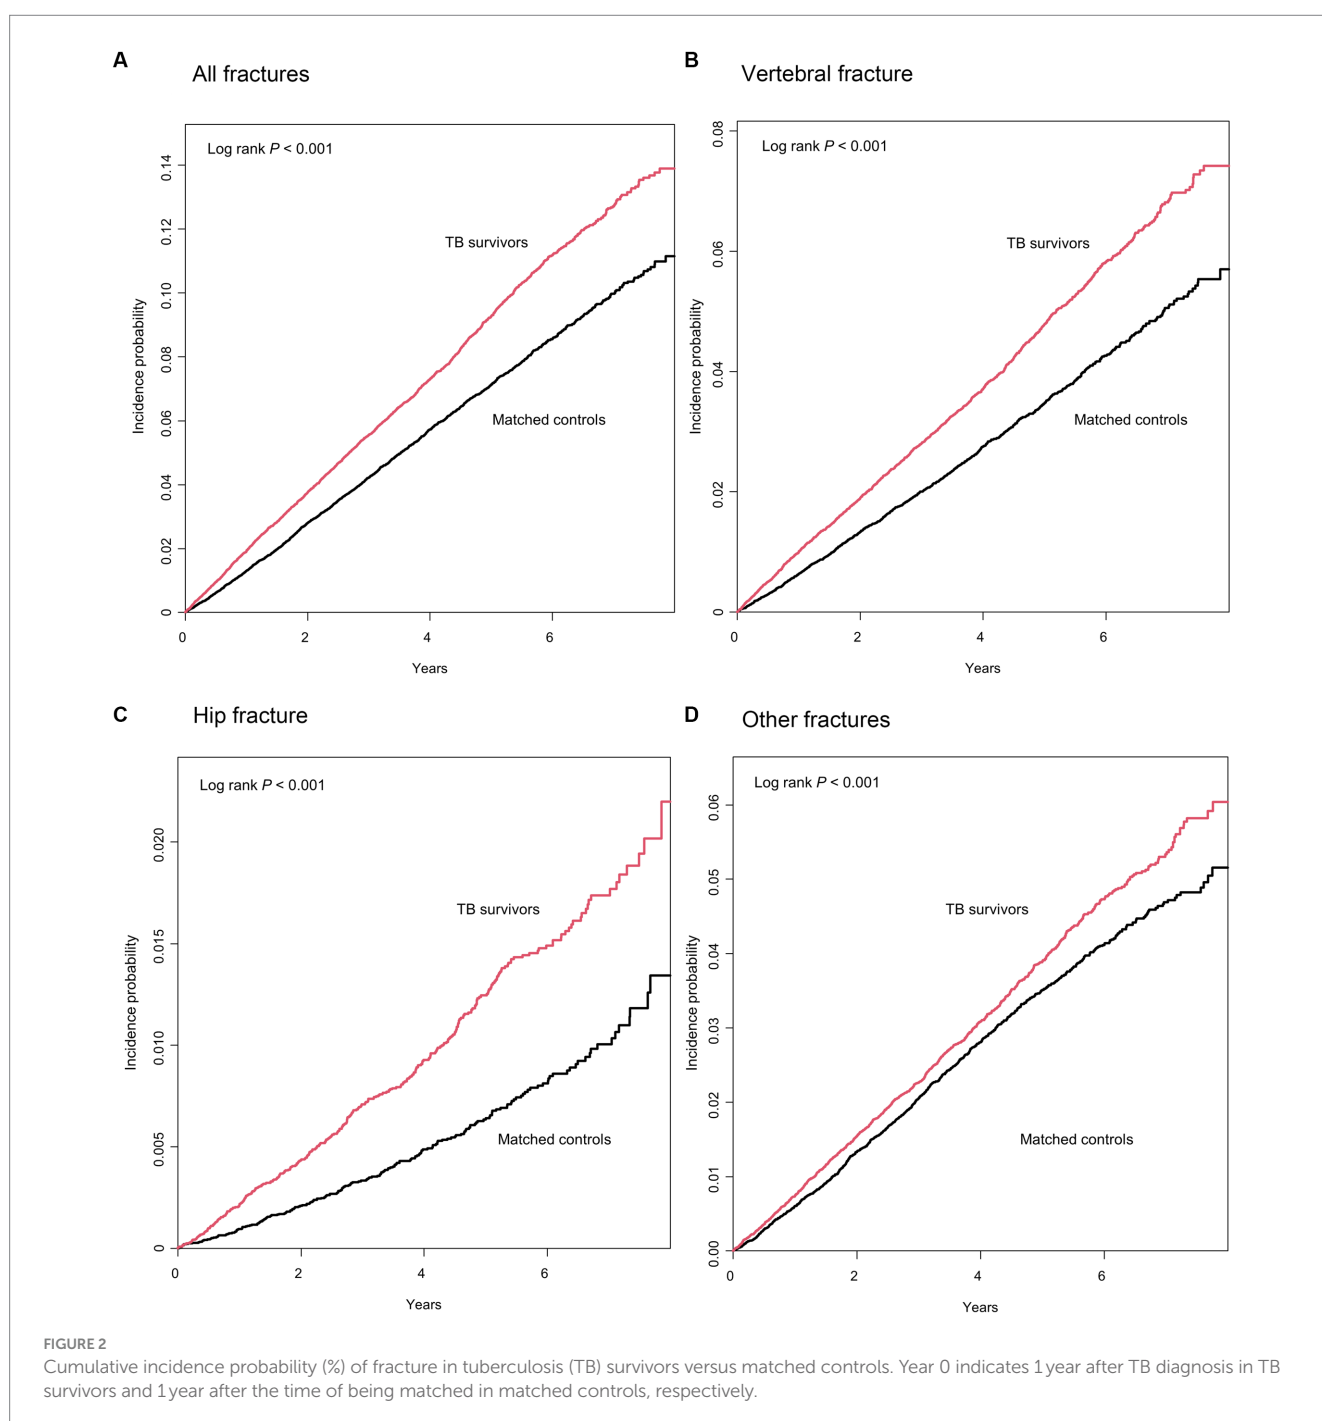 A
All fractures
Log rank P < 0.001
TB survivors
Matched controls
Incidence probability
0
0.02
0.04
0.06
0.08
0.10
0.12
0.14
0
2
4
6
Years
B
Vertebral fracture
Log rank P < 0.001
TB survivors
Matched controls
Incidence probability
0
0.02
0.04
0.06
0.08
0
2
4
6
Years
C
Hip fracture
Log rank P < 0.001
TB survivors
Matched controls
Incidence probability
0
0.005
0.010
0.015
0.020
0
2
4
6
Years
D
Other fractures
Log rank P < 0.001
TB survivors
Matched controls
Incidence probability
0.00
0.01
0.02
0.03
0.04
0.05
0.06
0
2
4
6
Years
FIGURE 2
Cumulative incidence probability (%) of fracture in tuberculosis (TB) survivors versus matched controls. Year 0 indicates 1 year after TB diagnosis in TB
survivors and 1 year after the time of being matched in matched controls, respectively.